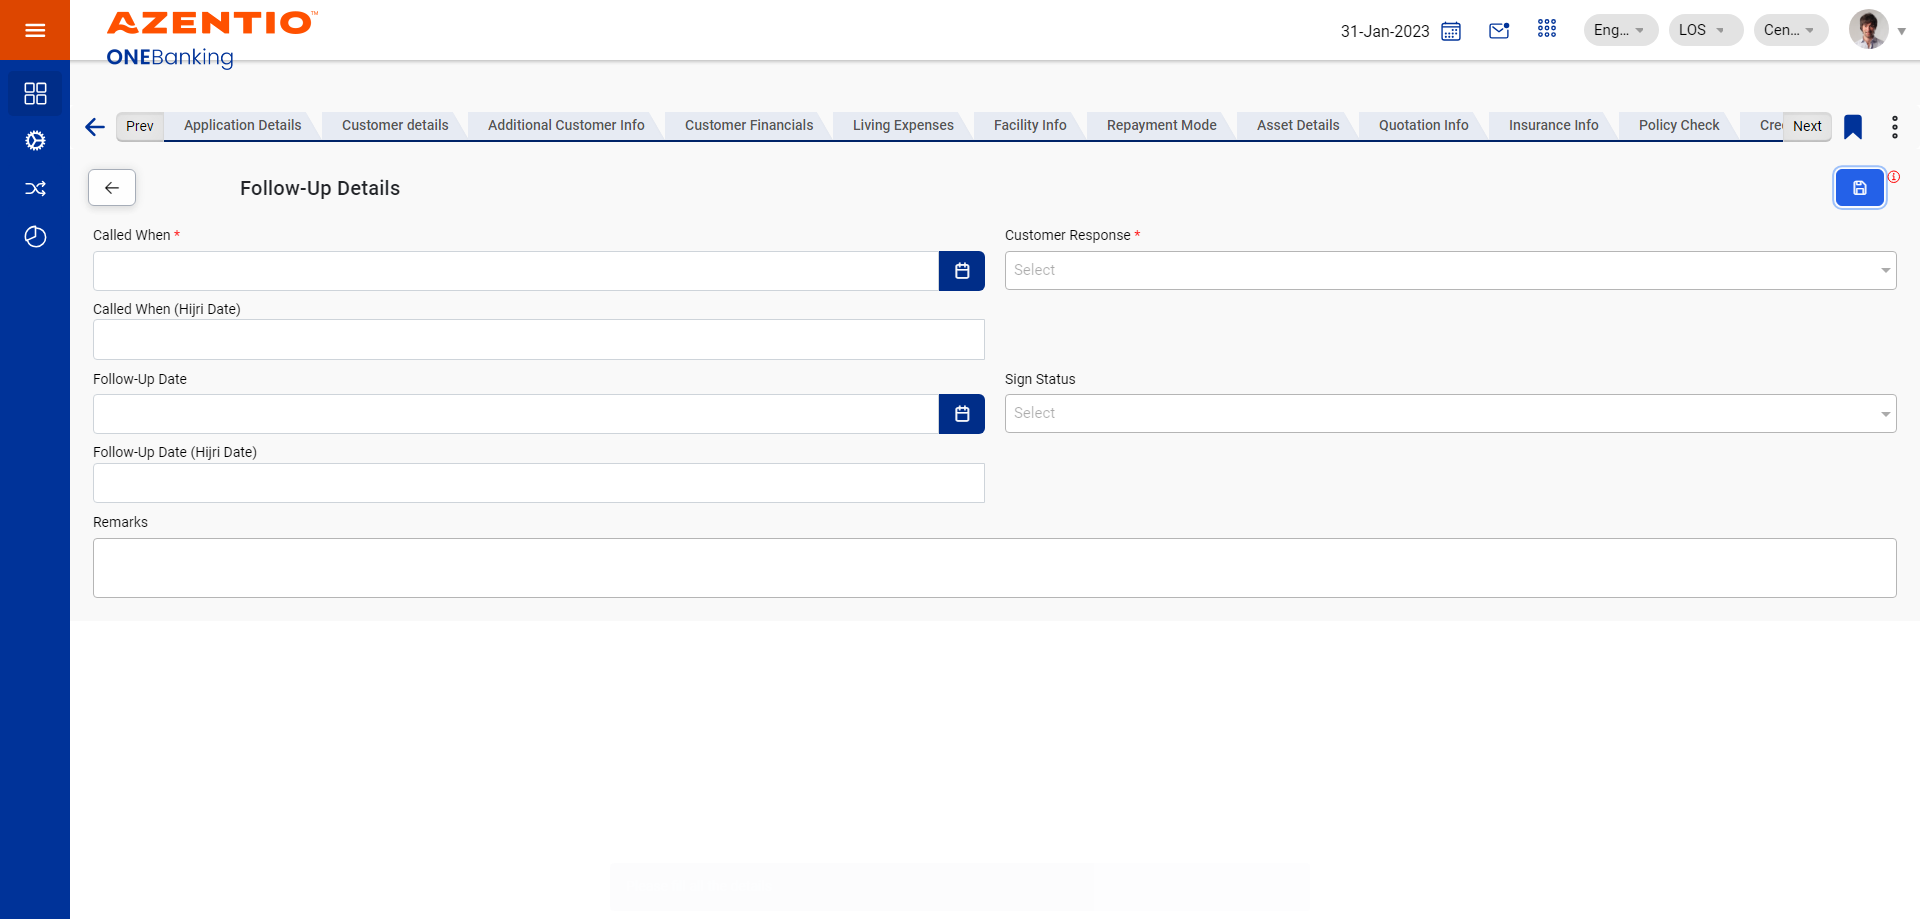 AZENTIO™
ONEBanking
31-Jan-2023
Eng...
LOS
Cen...
Prev
Application Details
Customer details
Additional Customer Info
Customer Financials
Living Expenses
Facility Info
Repayment Mode
Asset Details
Quotation Info
Insurance Info
Policy Check
Cre
Next
Follow-Up Details
Called When *
Customer Response *
Select
Called When (Hijri Date)
Follow-Up Date
Sign Status
Select
Follow-Up Date (Hijri Date)
Remarks